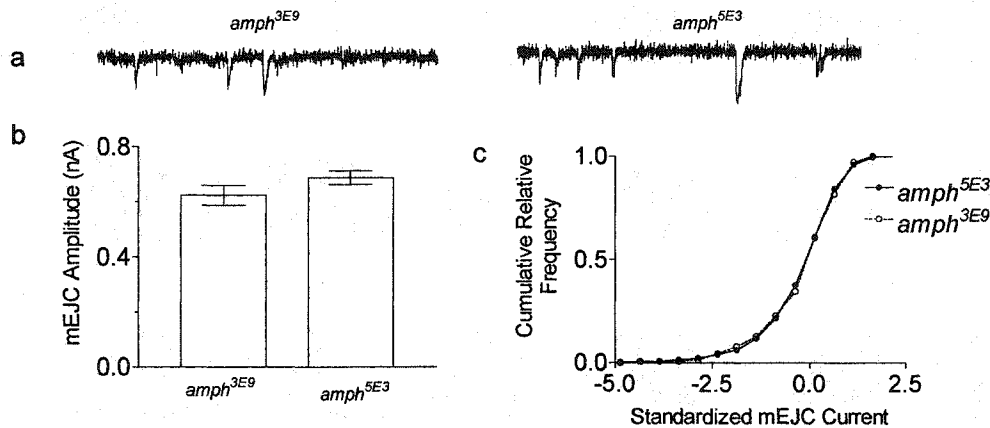 amph3E9
amph5E3
a
b
mEJC Amplitude (nA)
0.8
0.4
0.0
amph3E9
amph5E3
c
Cumulative Relative
Frequency
1.0
0.5
0.0
-5.0
-2.5
0.0
2.5
Standardized mEJC Current
amph5E3
amph3E9